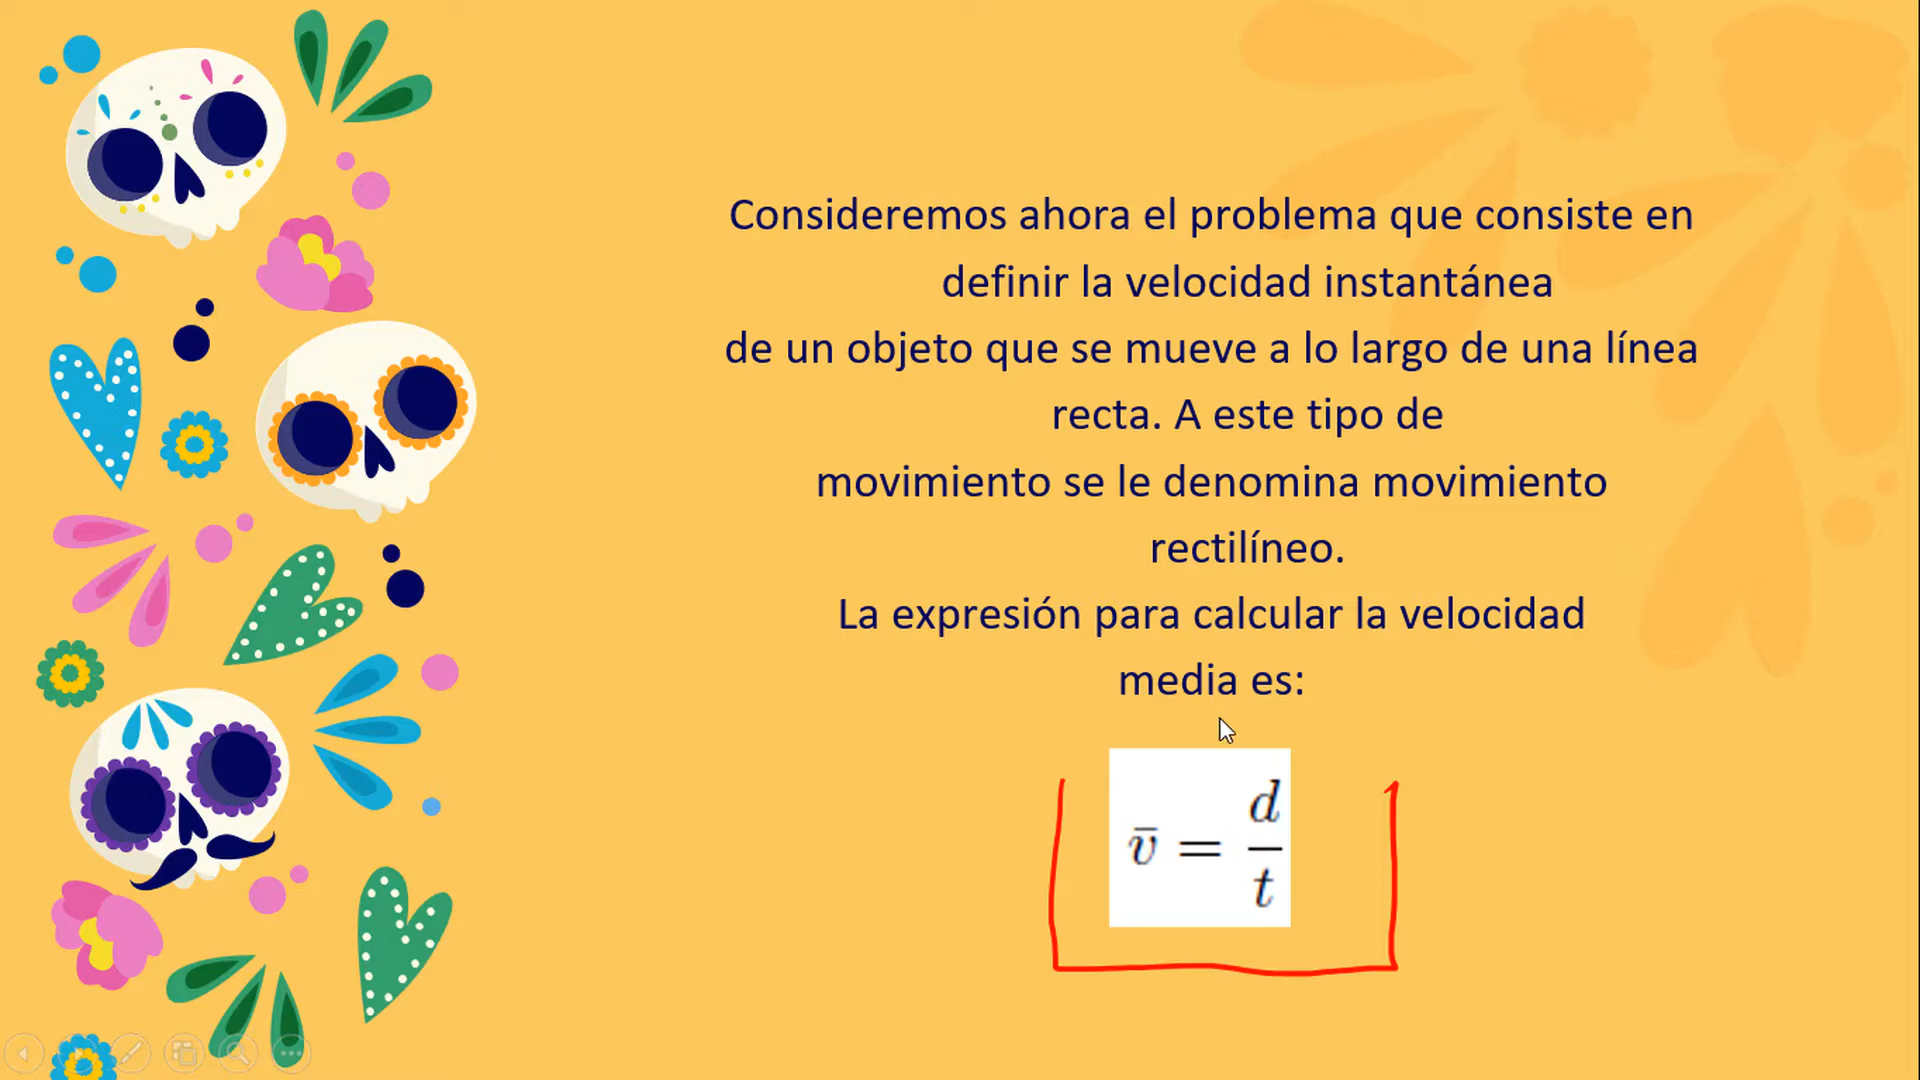 Consideremos ahora el problema que consiste en
definir la velocidad instantánea
de un objeto que se mueve a lo largo de una línea
recta. A este tipo de
movimiento se le denomina movimiento
rectilíneo.
La expresión para calcular la velocidad
media es:
v̄ = d/t